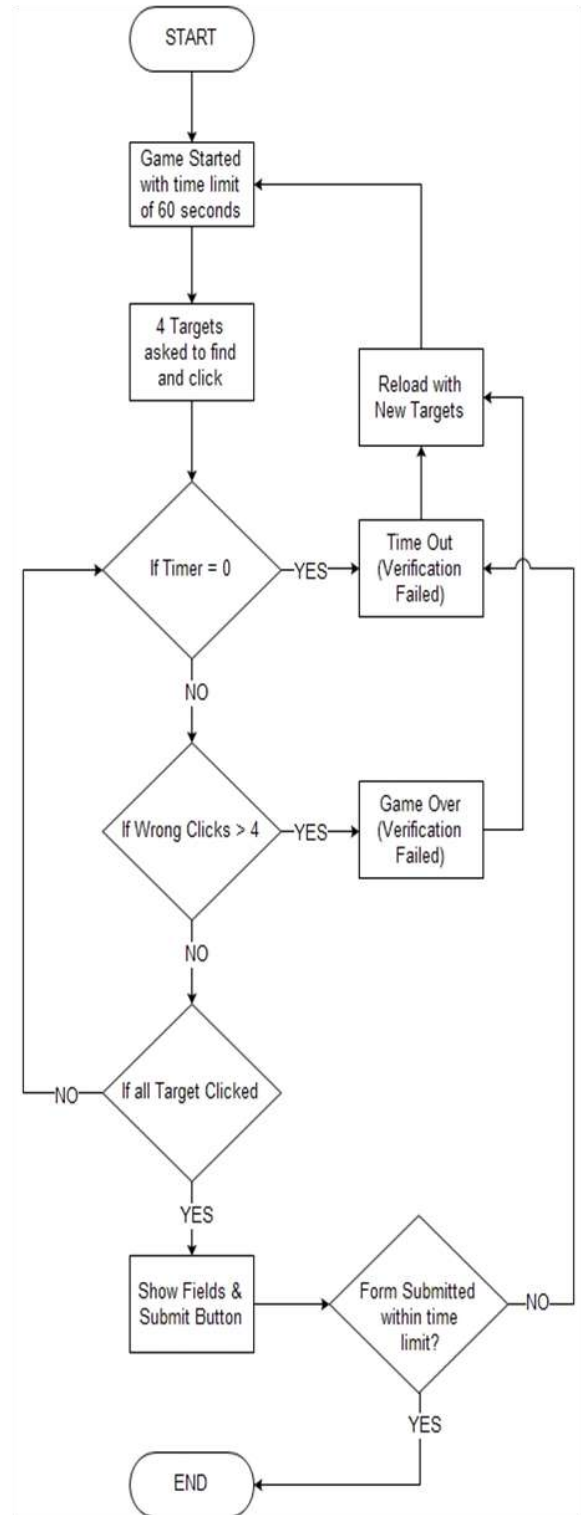 START
Game Started
with time limit
of 60 seconds
4 Targets
asked to find
and click
Reload with
New Targets
If Timer = 0
YES
Time Out
(Verification
Failed)
NO
If Wrong Clicks > 4
YES
Game Over
(Verification
Failed)
NO
If all Target Clicked
NO
YES
Show Fields &
Submit Button
Form Submitted
within time
limit?
NO
YES
END